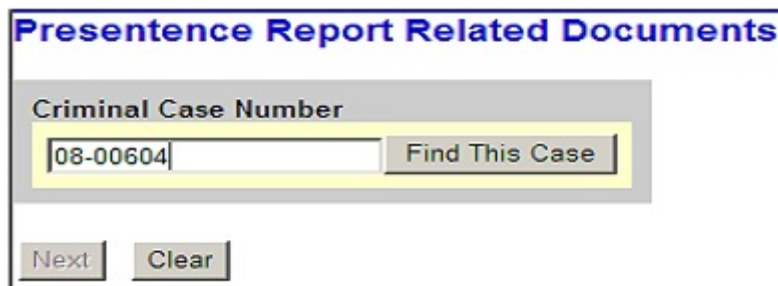 Presentence Report Related Documents
Criminal Case Number
08-00604 Find This Case
Next Clear